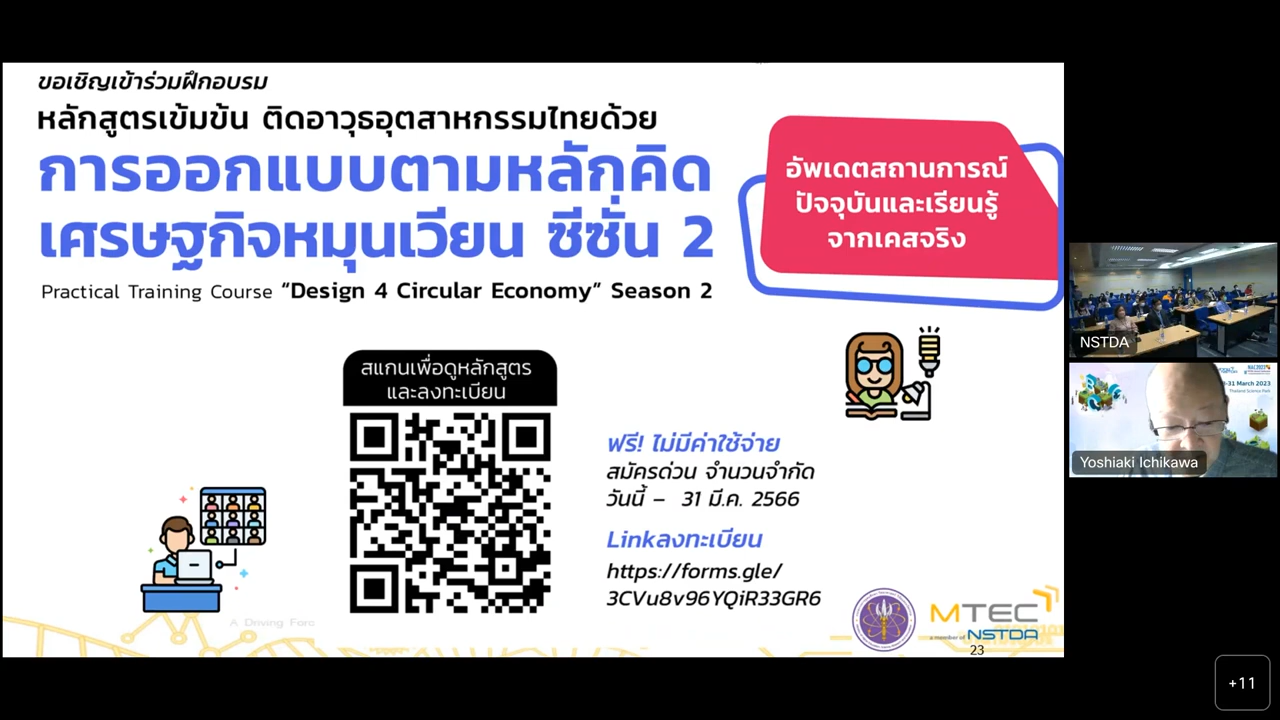 ขอเชิญเข้าร่วมฝึกอบรม
หลักสูตรเข้มข้น ติดอาวุธอุตสาหกรรมไทยด้วย
การออกแบบตามหลักคิด
เศรษฐกิจหมุนเวียน ซีซั่น 2
Practical Training Course “Design 4 Circular Economy” Season 2
อัพเดตสถานการณ์
ปัจจุบันและเรียนรู้
จากเคสจริง
สแกนเพื่อดูหลักสูตร
และลงทะเบียน
ฟรี! ไม่มีค่าใช้จ่าย
สมัครด่วน จำนวนจำกัด
วันนี้ – 31 มี.ค. 2566
Linkลงทะเบียน
https://forms.gle/
3CVu8v96YQiR33GR6
A Driving Forc
MTEC
a member of NSTDA
23
NSTDA
31 March 2023
Thailand Science Park
Yoshiaki Ichikawa
+11